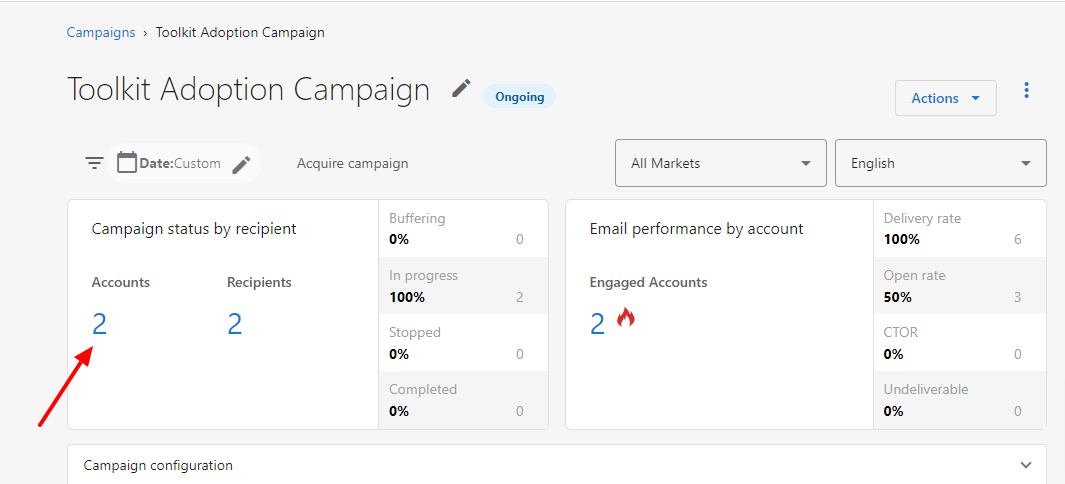 Campaigns › Toolkit Adoption Campaign
Toolkit Adoption Campaign
Ongoing
Actions
Date:Custom
Acquire campaign
All Markets
English
Campaign status by recipient
Accounts
2
Recipients
2
Buffering
0% 0
In progress
100% 2
Stopped
0% 0
Completed
0% 0
Email performance by account
Engaged Accounts
2
Delivery rate
100% 6
Open rate
50% 3
CTOR
0% 0
Undeliverable
0% 0
Campaign configuration